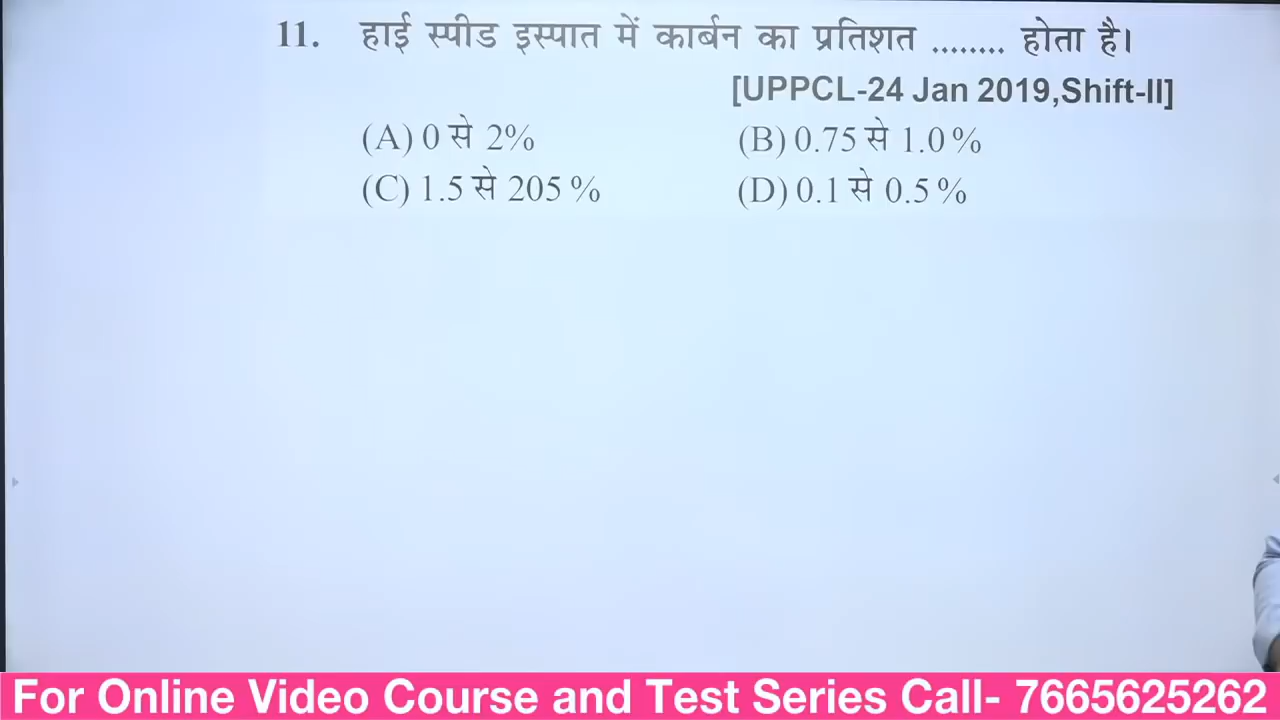 11. हाई स्पीड इस्पात में कार्बन का प्रतिशत ........ होता है।
[UPPCL-24 Jan 2019,Shift-II]
(A) 0 से 2% (B) 0.75 से 1.0%
(C) 1.5 से 205% (D) 0.1 से 0.5%
For Online Video Course and Test Series Call- 7665625262